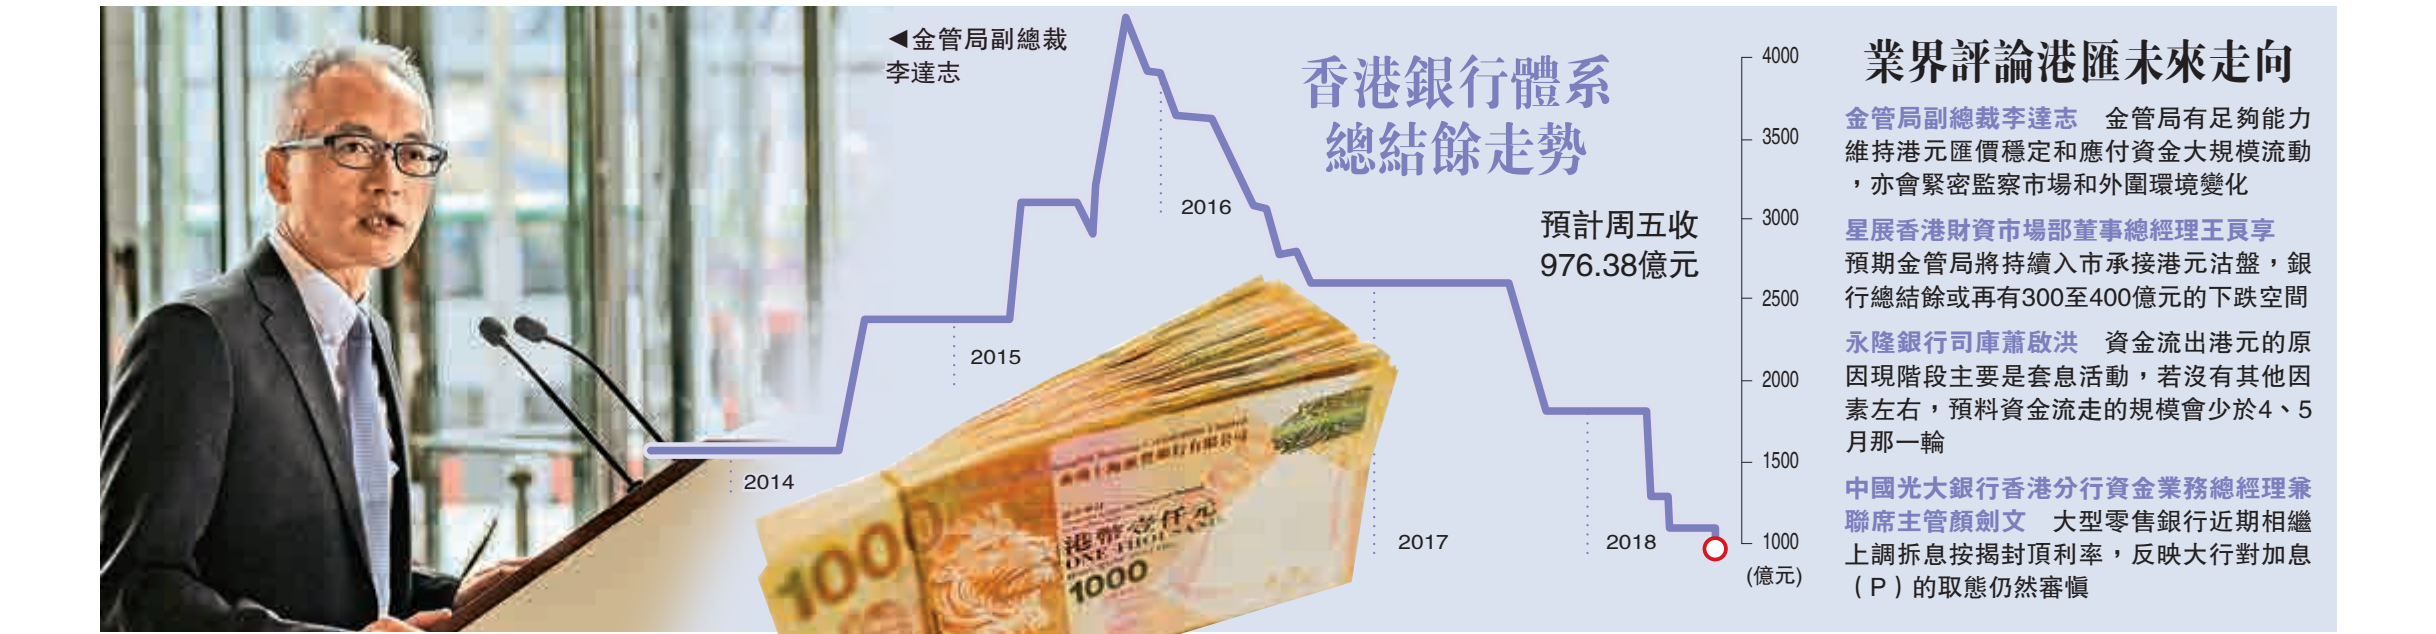 ◀金管局副總裁
李達志
香港銀行體系
總結餘走勢
預計周五收
976.38億元
2014
2015
2016
2017
2018
4000
3500
3000
2500
2000
1500
1000
(億元)
1000
港幣壹仟元
ONE THOUSAND
1000
業界評論港匯未來走向
金管局副總裁李達志　金管局有足夠能力
維持港元匯價穩定和應付資金大規模流動
，亦會緊密監察市場和外圍環境變化
星展香港財資市場部董事總經理王良享
預期金管局將持續入市承接港元沽盤，銀
行總結餘或再有300至400億元的下跌空間
永隆銀行司庫蕭啟洪　資金流出港元的原
因現階段主要是套息活動，若沒有其他因
素左右，預料資金流走的規模會少於4、5
月那一輪
中國光大銀行香港分行資金業務總經理兼
聯席主管顏劍文　大型零售銀行近期相繼
上調拆息按揭封頂利率，反映大行對加息
（P）的取態仍然審慎